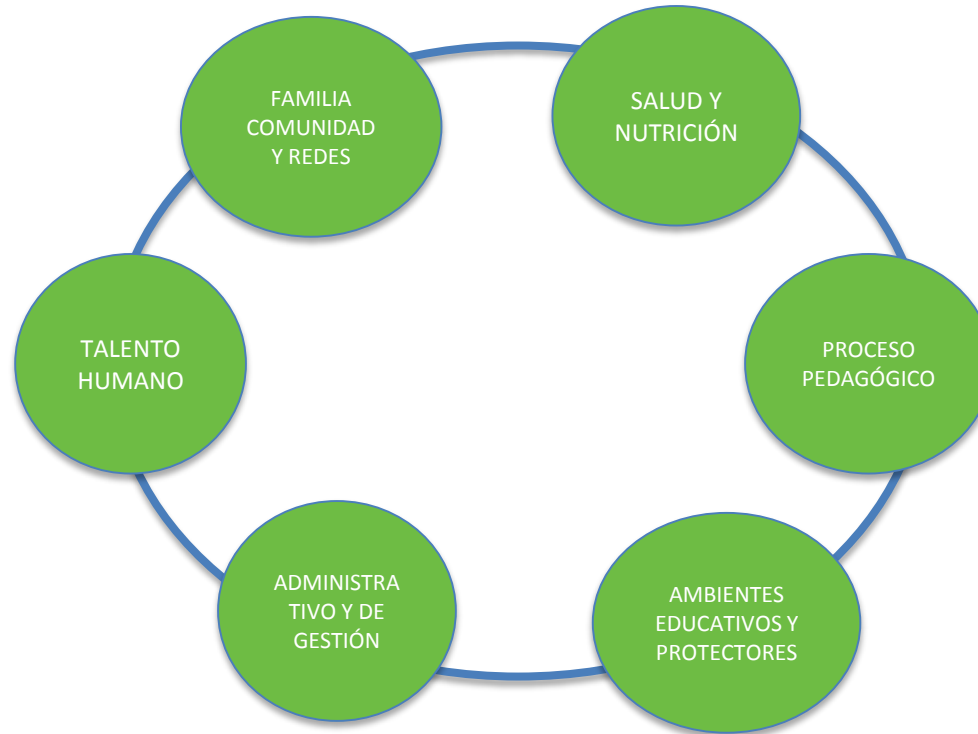 FAMILIA
COMUNIDAD
Y REDES
SALUD Y
NUTRICIÓN
PROCESO
PEDAGÓGICO
AMBIENTES
EDUCATIVOS Y
PROTECTORES
ADMINISTRA
TIVO Y DE
GESTIÓN
TALENTO
HUMANO